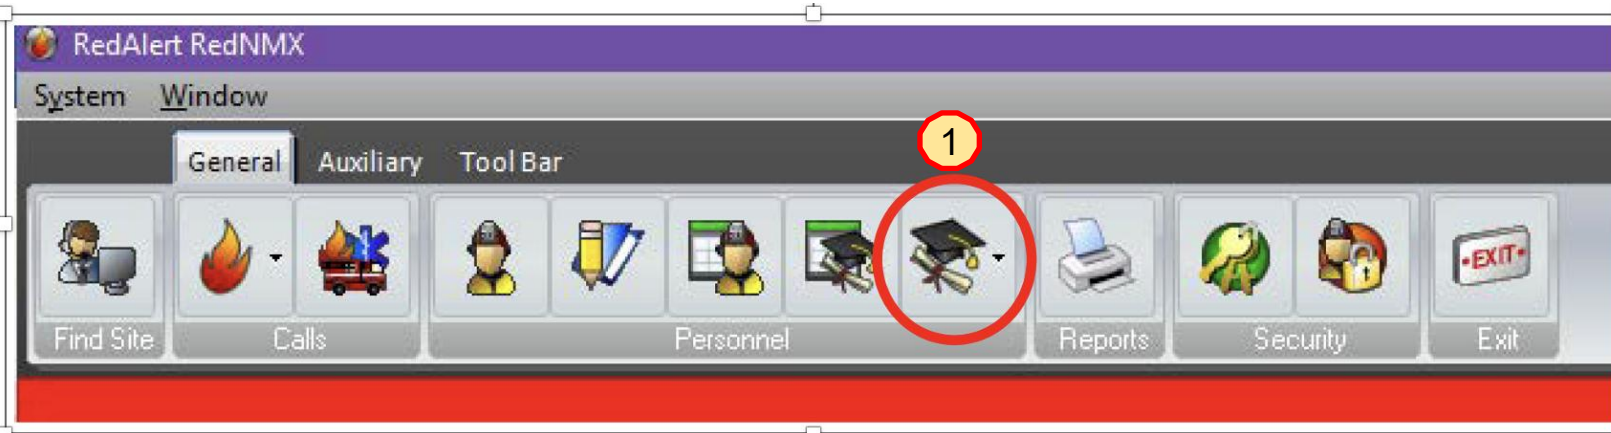 RedAlert RedNMX
System Window
1
General Auxiliary Tool Bar
EXIT
Find Site Calls Personnel Reports Security Exit